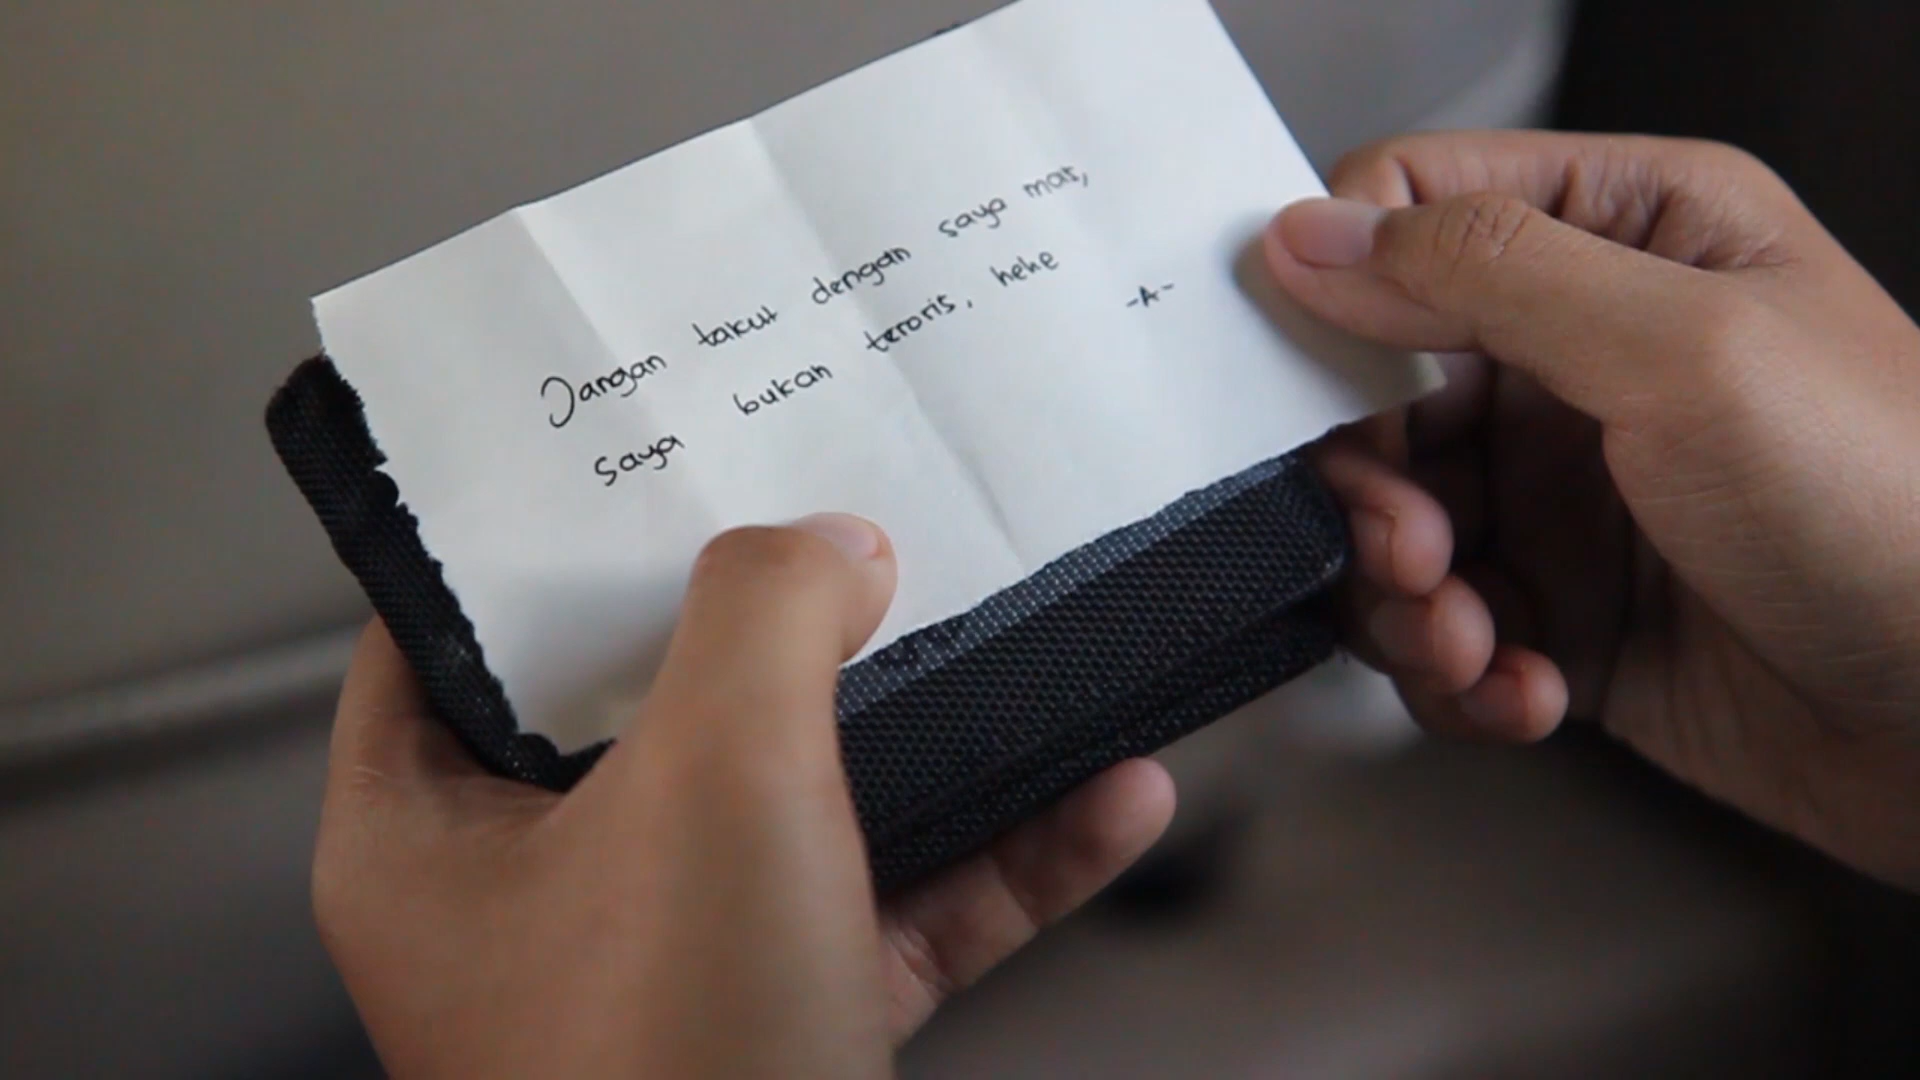 Jangan takut dengan saya mas,
saya bukan teroris, hehe
-A-